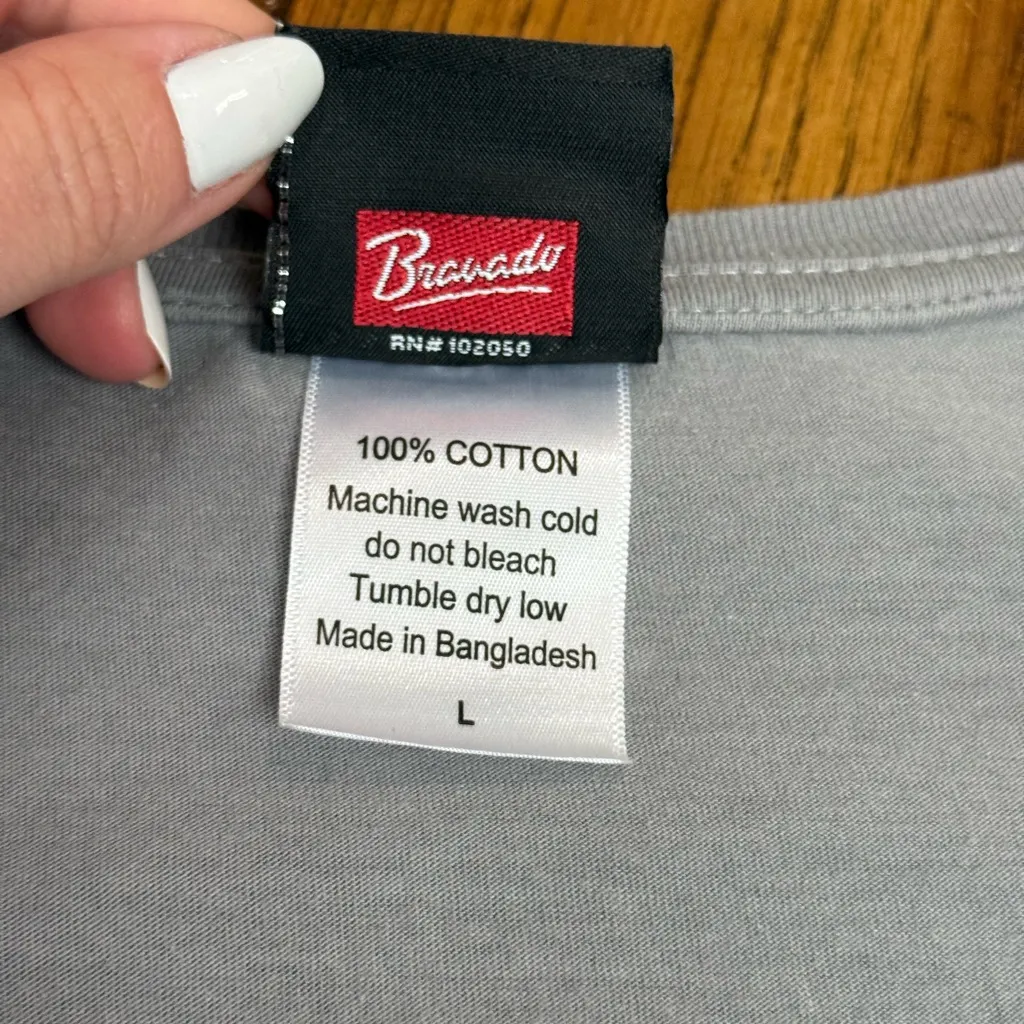 Bravado
RN# 102050
100% COTTON
Machine wash cold
do not bleach
Tumble dry low
Made in Bangladesh
L